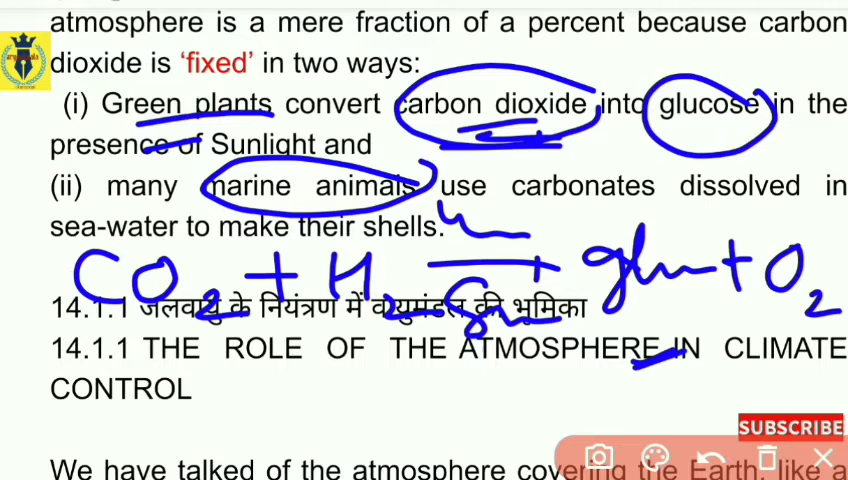 atmosphere is a mere fraction of a percent because carbon
dioxide is ‘fixed’ in two ways:
(i) Green plants convert carbon dioxide into glucose in the
presence of Sunlight and
(ii) many marine animals use carbonates dissolved in
sea-water to make their shells.
CO2 + H2 glu + O2
14.1.1 जलवायु के नियंत्रण में वायुमंडल की भूमिका
14.1.1 THE ROLE OF THE ATMOSPHERE IN CLIMATE
CONTROL
SUBSCRIBE
We have talked of the atmosphere covering the Earth, like a